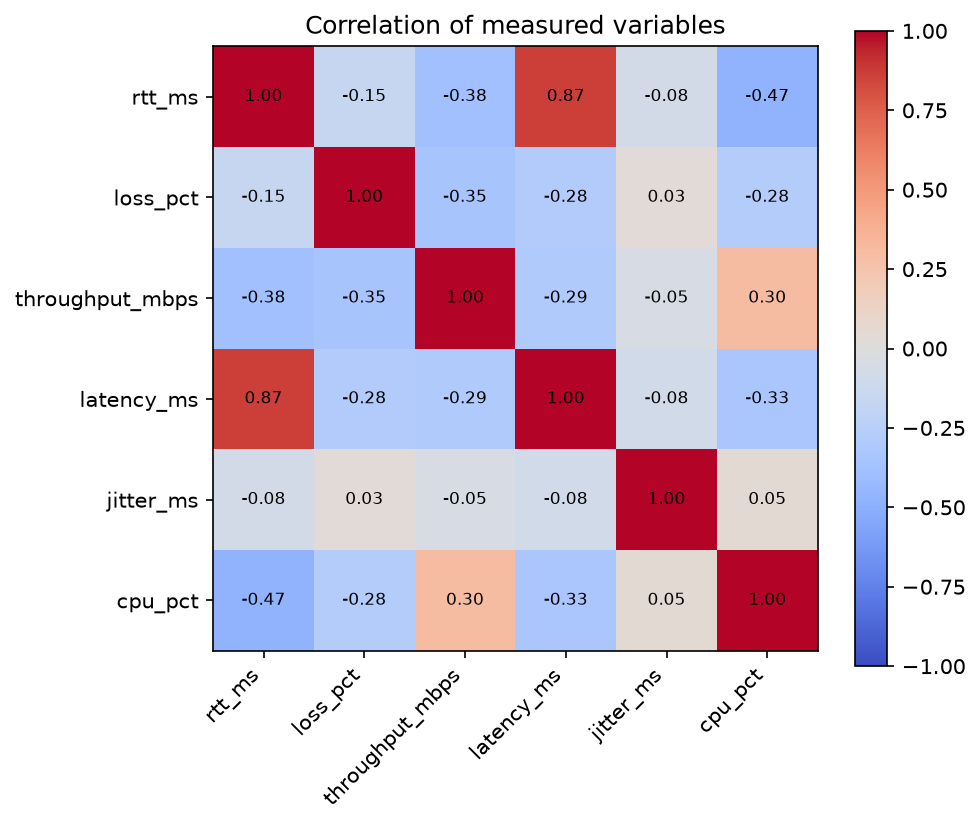 Correlation of measured variables
rtt_ms 1.00 -0.15 -0.38 0.87 -0.08 -0.47
loss_pct -0.15 1.00 -0.35 -0.28 0.03 -0.28
throughput_mbps -0.38 -0.35 1.00 -0.29 -0.05 0.30
latency_ms 0.87 -0.28 -0.29 1.00 -0.08 -0.33
jitter_ms -0.08 0.03 -0.05 -0.08 1.00 0.05
cpu_pct -0.47 -0.28 0.30 -0.33 0.05 1.00
rtt_ms
loss_pct
throughput_mbps
latency_ms
jitter_ms
cpu_pct
1.00
0.75
0.50
0.25
0.00
−0.25
−0.50
−0.75
−1.00